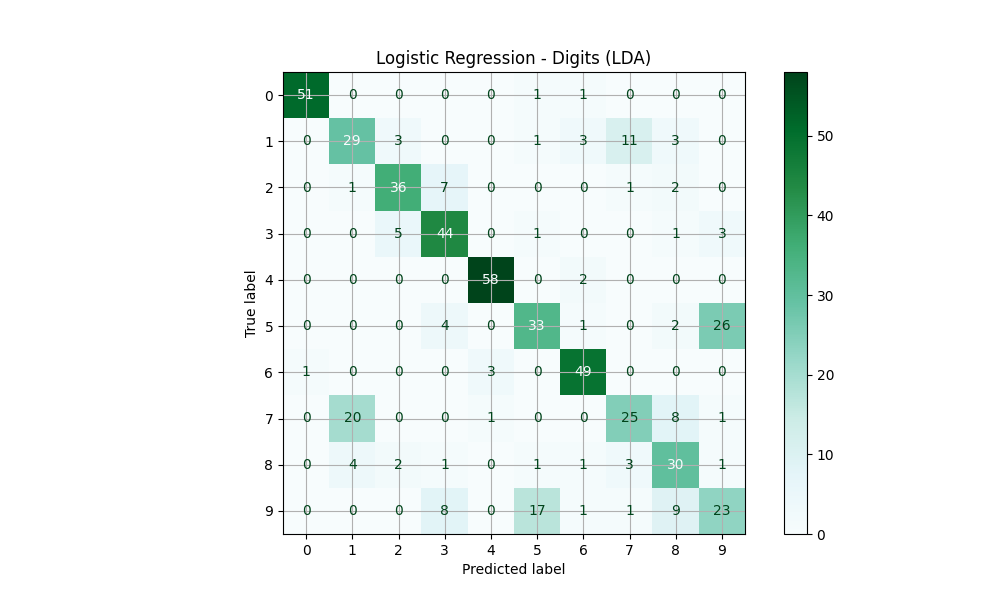 Logistic Regression - Digits (LDA)
0 51 0 0 0 0 1 1 0 0 0
1 0 29 3 0 0 1 3 11 3 0
2 0 1 36 7 0 0 0 1 2 0
3 0 0 5 44 0 1 0 0 1 3
4 0 0 0 0 58 0 2 0 0 0
5 0 0 0 4 0 33 1 0 2 26
6 1 0 0 0 3 0 49 0 0 0
7 0 20 0 0 1 0 0 25 8 1
8 0 4 2 1 0 1 1 3 30 1
9 0 0 0 8 0 17 1 1 9 23
0 1 2 3 4 5 6 7 8 9
Predicted label
True label
50
40
30
20
10
0